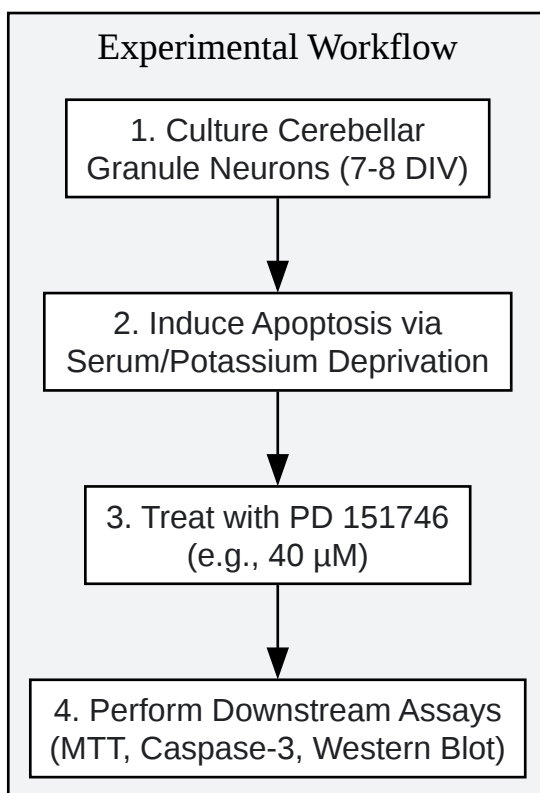 Experimental Workflow
1. Culture Cerebellar
Granule Neurons (7-8 DIV)
2. Induce Apoptosis via
Serum/Potassium Deprivation
3. Treat with PD 151746
(e.g., 40 µM)
4. Perform Downstream Assays
(MTT, Caspase-3, Western Blot)